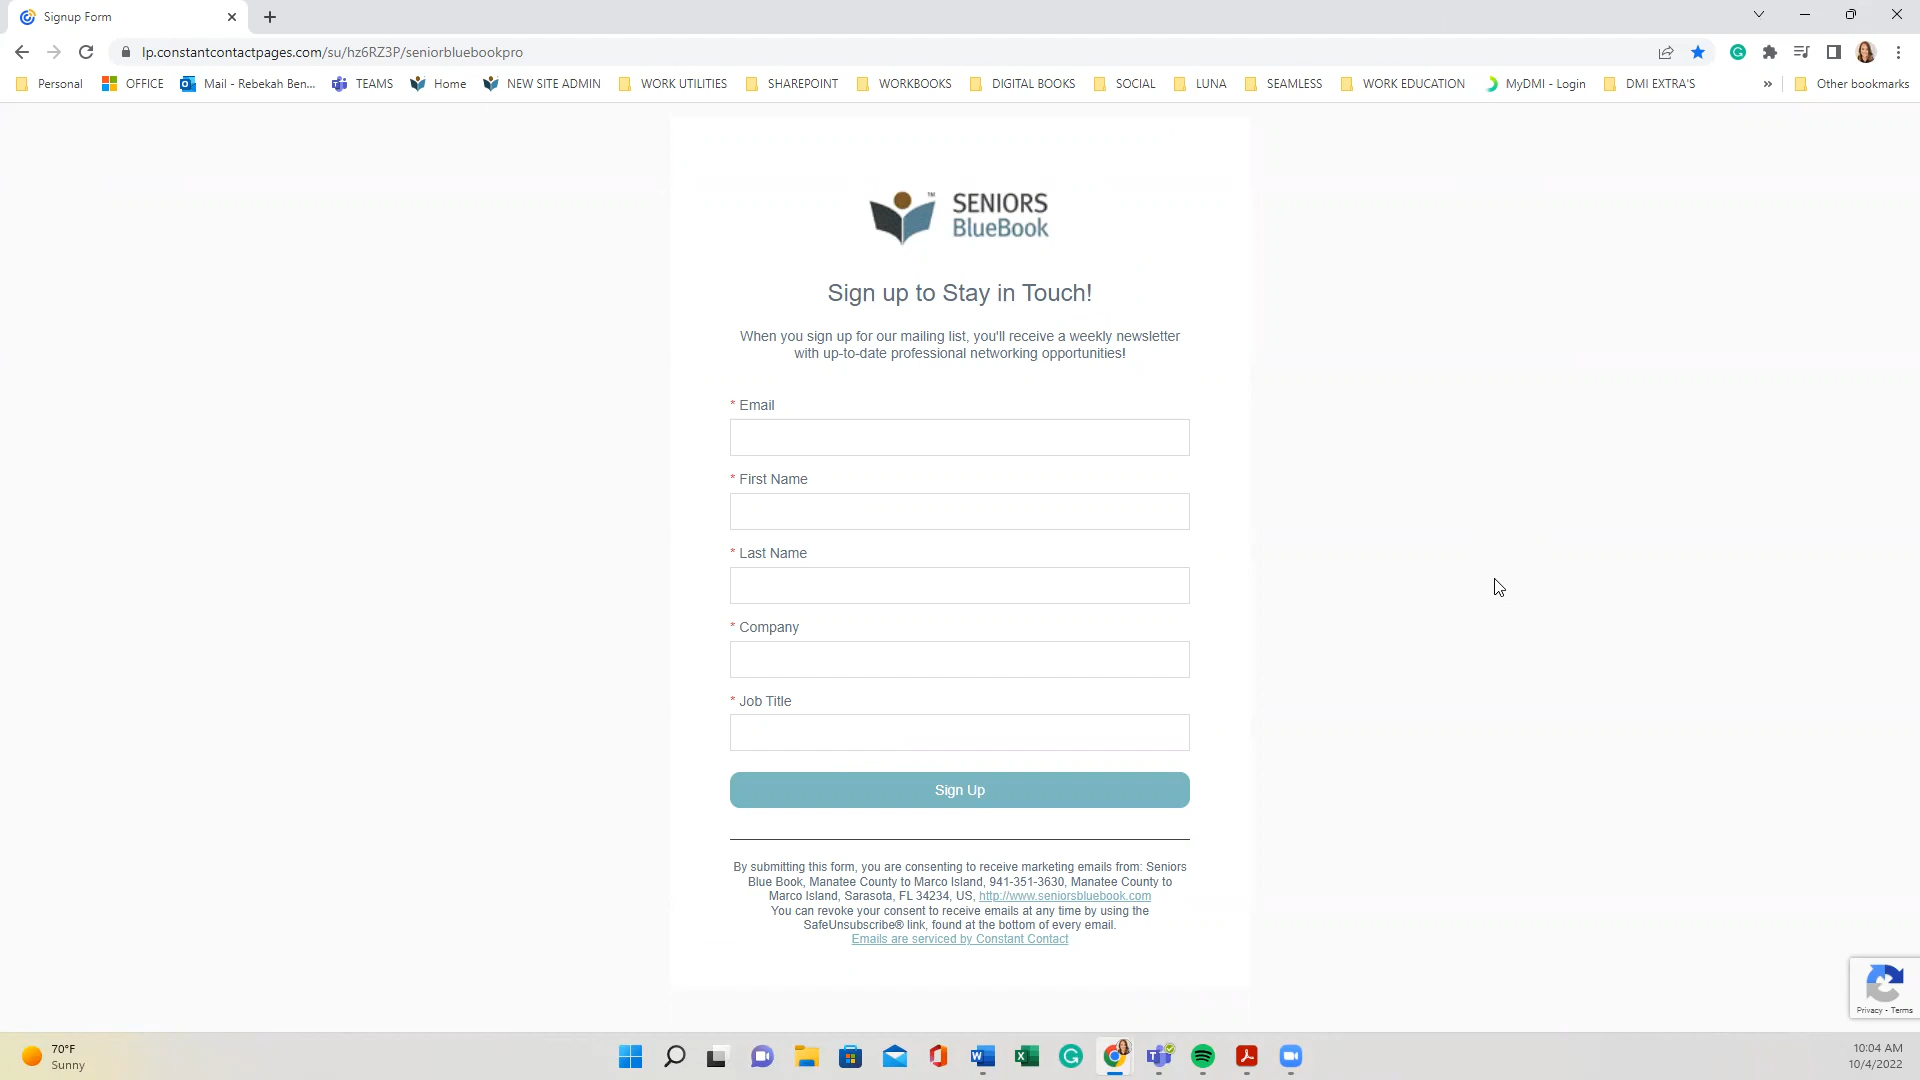 Signup Form
lp.constantcontactpages.com/su/hz6RZ3P/seniorbluebookpro
Personal OFFICE Mail - Rebekah Ben... TEAMS Home NEW SITE ADMIN WORK UTILITIES SHAREPOINT WORKBOOKS DIGITAL BOOKS SOCIAL LUNA SEAMLESS WORK EDUCATION MyDMI - Login DMI EXTRA'S » Other bookmarks
SENIORS
BlueBook
™
Sign up to Stay in Touch!
When you sign up for our mailing list, you'll receive a weekly newsletter
with up-to-date professional networking opportunities!
* Email
* First Name
* Last Name
* Company
* Job Title
Sign Up
By submitting this form, you are consenting to receive marketing emails from: Seniors
Blue Book, Manatee County to Marco Island, 941-351-3630, Manatee County to
Marco Island, Sarasota, FL 34234, US, http://www.seniorsbluebook.com
You can revoke your consent to receive emails at any time by using the
SafeUnsubscribe® link, found at the bottom of every email.
Emails are serviced by Constant Contact
Privacy - Terms
70°F
Sunny
10:04 AM
10/4/2022